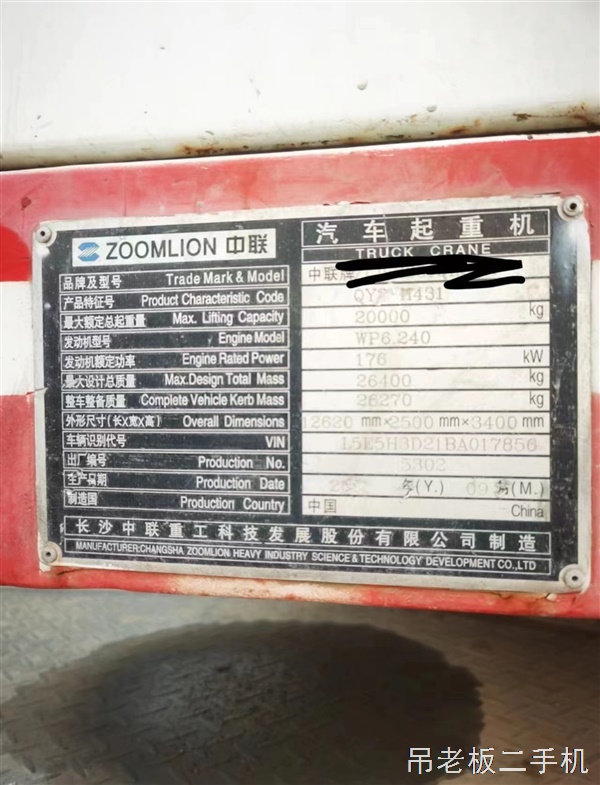 ZOOMLION 中联
汽车起重机
TRUCK CRANE
品牌及型号 Trade Mark & Model 中联牌
产品特征号 Product Characteristic Code M431
最大额定总起重量 Max. Lifting Capacity 20000 kg
发动机型号 Engine Model WP6.240
发动机额定功率 Engine Rated Power 176 kW
最大设计总质量 Max.Design Total Mass 26400 kg
整车整备质量 Complete Vehicle Kerb Mass 26270 kg
外形尺寸(长X宽X高) Overall Dimensions 12620 mm×2500 mm×3400 mm
车辆识别代号 VIN L5E5H3D21BA017856
出厂编号 Production No. 5302
生产日期 Production Date 年(Y.) 09 月(M.)
制造国 Production Country 中国 China
长沙中联重工科技发展股份有限公司制造
MANUFACTURER:CHANGSHA ZOOMLION HEAVY INDUSTRY SCIENCE & TECHNOLOGY DEVELOPMENT CO.,LTD
吊老板二手机